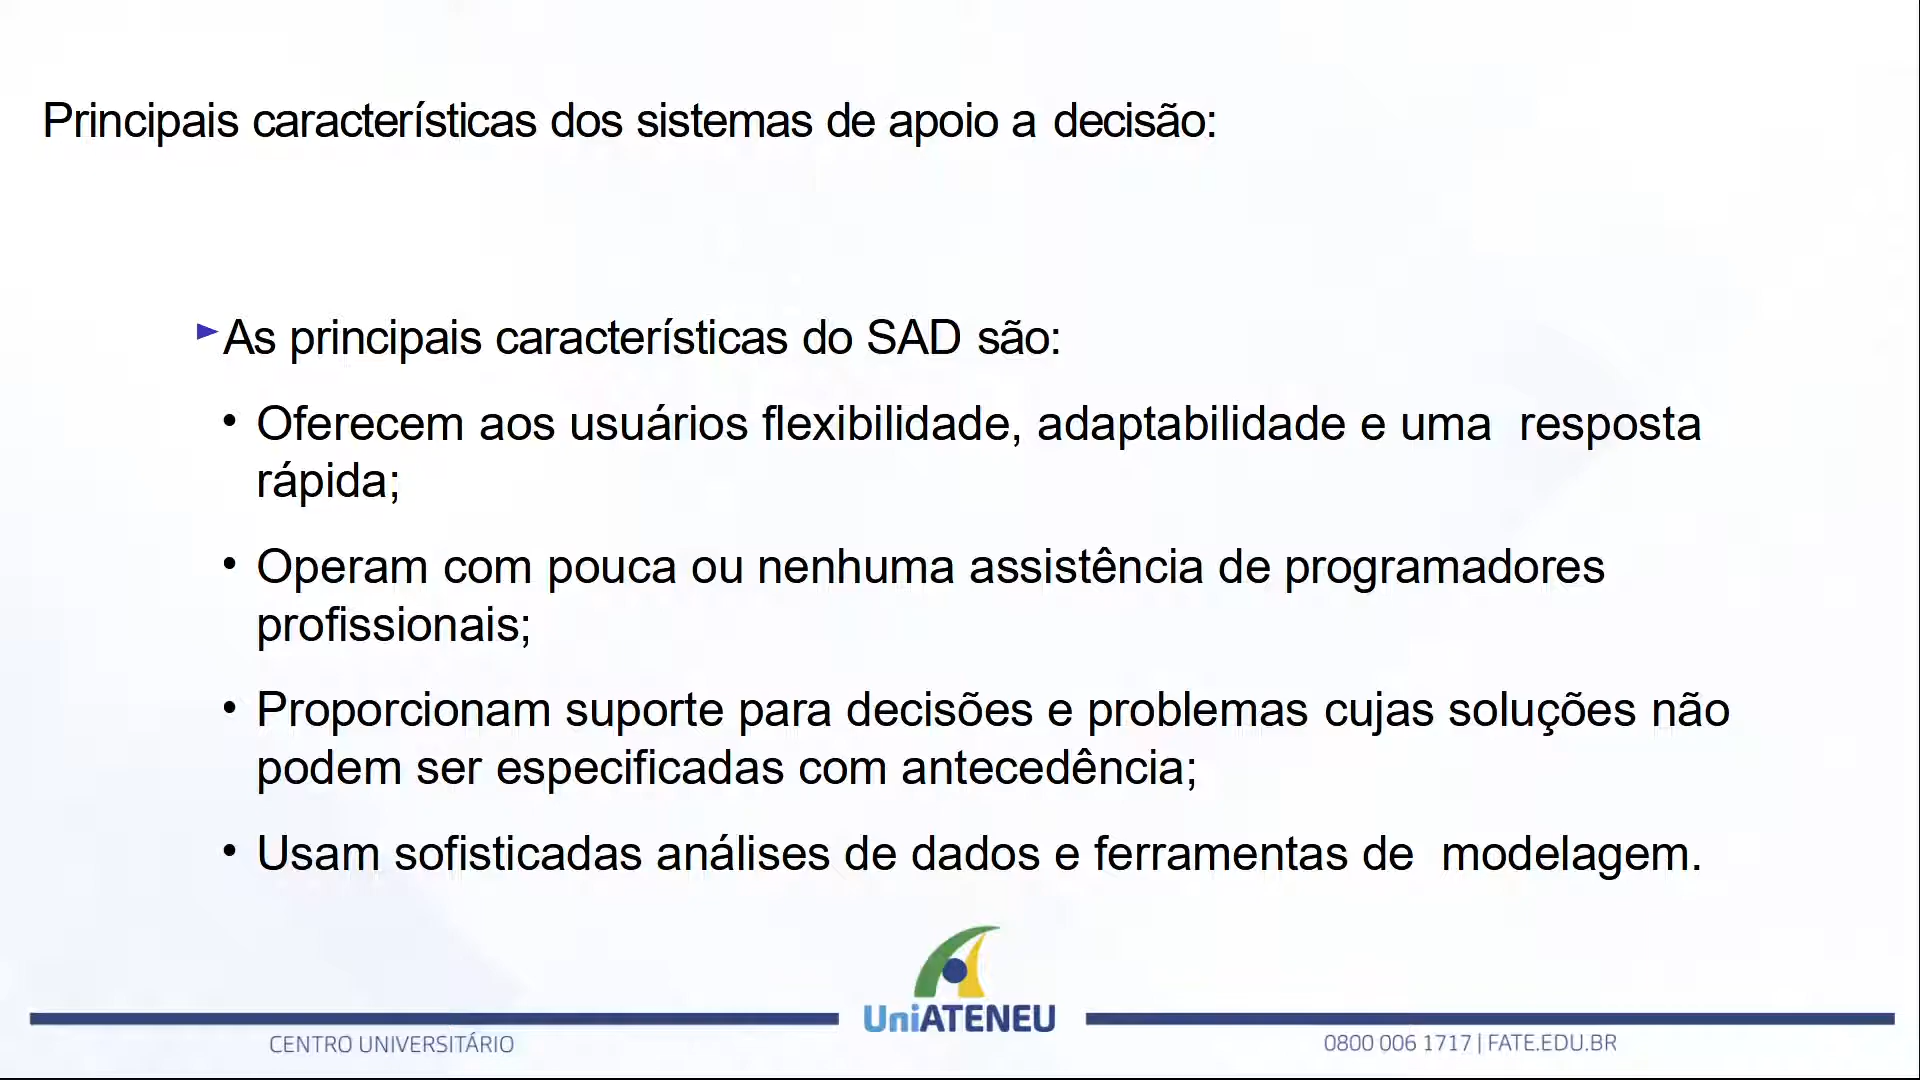 Principais características dos sistemas de apoio a decisão:
►As principais características do SAD são:
• Oferecem aos usuários flexibilidade, adaptabilidade e uma resposta
rápida;
• Operam com pouca ou nenhuma assistência de programadores
profissionais;
• Proporcionam suporte para decisões e problemas cujas soluções não
podem ser especificadas com antecedência;
• Usam sofisticadas análises de dados e ferramentas de modelagem.
UniATENEU
CENTRO UNIVERSITÁRIO
0800 006 1717 | FATE.EDU.BR